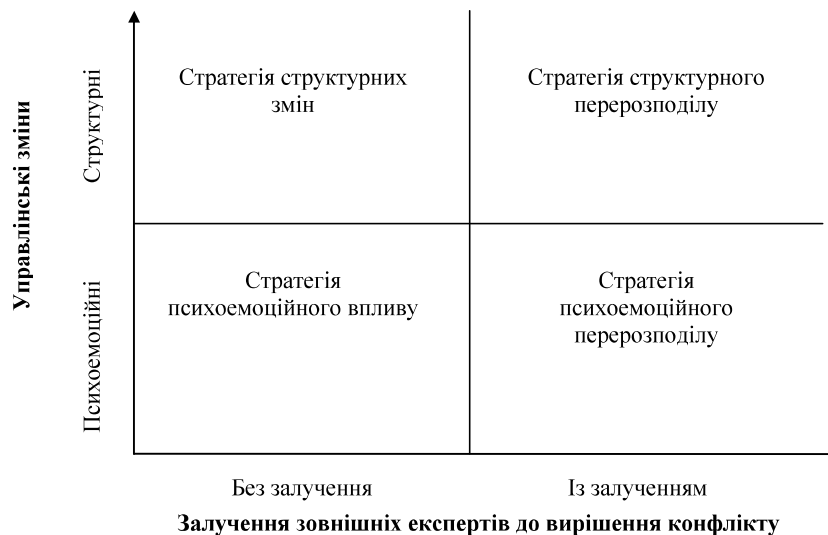 Управлінські зміни
Структурні
Психоемоційні
Стратегія структурних
змін
Стратегія структурного
перерозподілу
Стратегія
психоемоційного впливу
Стратегія
психоемоційного
перерозподілу
Без залучення
Із залученням
Залучення зовнішніх експертів до вирішення конфлікту